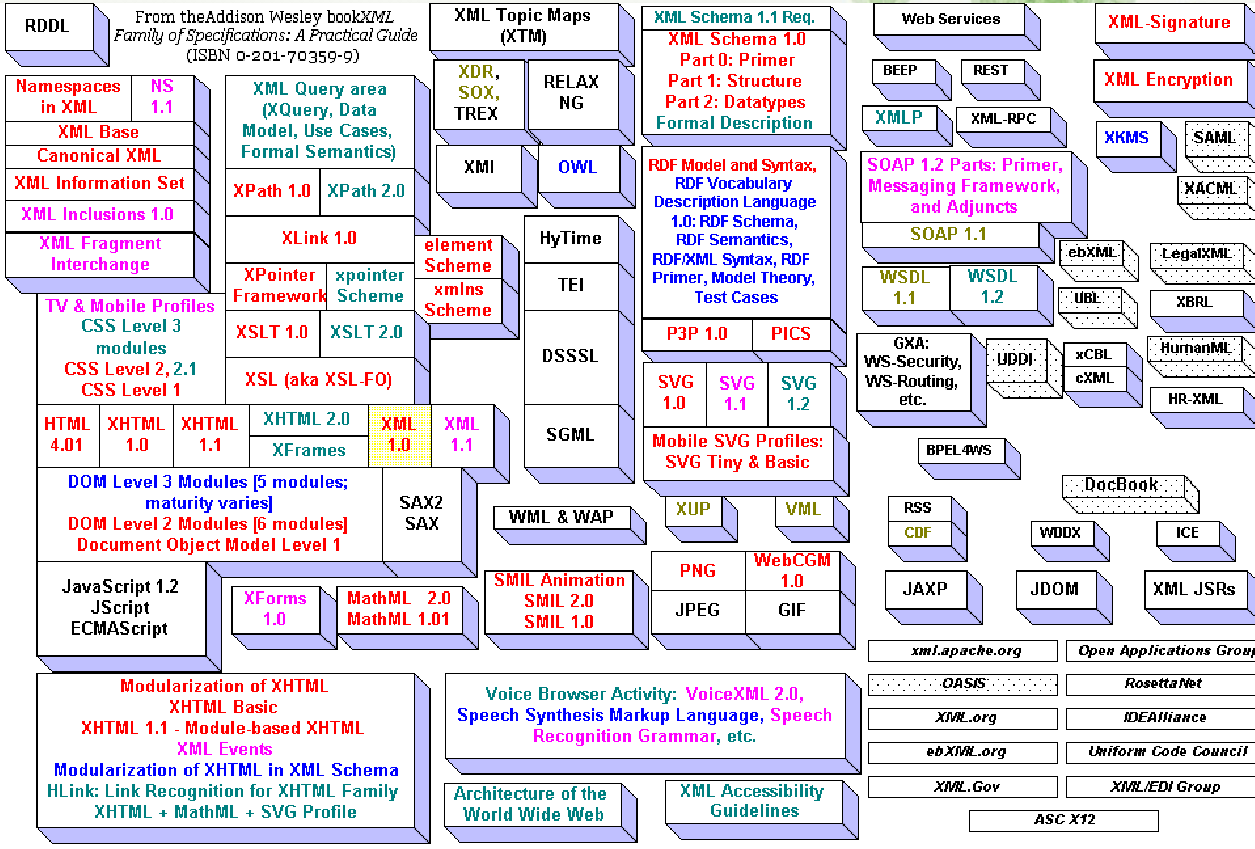 RDDL
From theAddison Wesley bookXML
Family of Specifications: A Practical Guide
(ISBN 0-201-70359-9)
XML Topic Maps
(XTM)
XML Schema 1.1 Req.
XML Schema 1.0
Part 0: Primer
Part 1: Structure
Part 2: Datatypes
Formal Description
Web Services
XML-Signature
BEEP
REST
XML Encryption
XMLP
XML-RPC
XKMS
SAML
XACML
Namespaces
in XML
NS
1.1
XML Base
Canonical XML
XML Information Set
XML Inclusions 1.0
XML Fragment
Interchange
XML Query area
(XQuery, Data
Model, Use Cases,
Formal Semantics)
XPath 1.0
XPath 2.0
XLink 1.0
XPointer
Framework
xpointer
Scheme
element
Scheme
xmlns
Scheme
XSLT 1.0
XSLT 2.0
XSL (aka XSL-FO)
XDR,
SOX,
TREX
RELAX
NG
XMI
OWL
HyTime
TEI
DSSSL
SGML
RDF Model and Syntax,
RDF Vocabulary
Description Language
1.0: RDF Schema,
RDF Semantics,
RDF/XML Syntax, RDF
Primer, Model Theory,
Test Cases
P3P 1.0
PICS
SVG
1.0
SVG
1.1
SVG
1.2
Mobile SVG Profiles:
SVG Tiny & Basic
SOAP 1.2 Parts: Primer,
Messaging Framework,
and Adjuncts
SOAP 1.1
WSDL
1.1
WSDL
1.2
ebXML
LegalXML
UBL
XBRL
GXA:
WS-Security,
WS-Routing,
etc.
UDDI
xCBL
cXML
HumanML
HR-XML
BPEL4WS
DocBook
TV & Mobile Profiles
CSS Level 3
modules
CSS Level 2, 2.1
CSS Level 1
HTML
4.01
XHTML
1.0
XHTML
1.1
XHTML 2.0
XFrames
XML
1.0
XML
1.1
DOM Level 3 Modules [5 modules;
maturity varies]
DOM Level 2 Modules [6 modules]
Document Object Model Level 1
SAX2
SAX
JavaScript 1.2
JScript
ECMAScript
XForms
1.0
MathML 2.0
MathML 1.01
WML & WAP
SMIL Animation
SMIL 2.0
SMIL 1.0
XUP
VML
PNG
WebCGM
1.0
JPEG
GIF
RSS
CDF
WDDX
ICE
JAXP
JDOM
XML JSRs
Modularization of XHTML
XHTML Basic
XHTML 1.1 - Module-based XHTML
XML Events
Modularization of XHTML in XML Schema
HLink: Link Recognition for XHTML Family
XHTML + MathML + SVG Profile
Voice Browser Activity: VoiceXML 2.0,
Speech Synthesis Markup Language, Speech
Recognition Grammar, etc.
Architecture of the
World Wide Web
XML Accessibility
Guidelines
xml.apache.org
Open Applications Group
OASIS
RosettaNet
XML.org
IDEAlliance
ebXML.org
Uniform Code Council
XML.Gov
XML/EDI Group
ASC X12